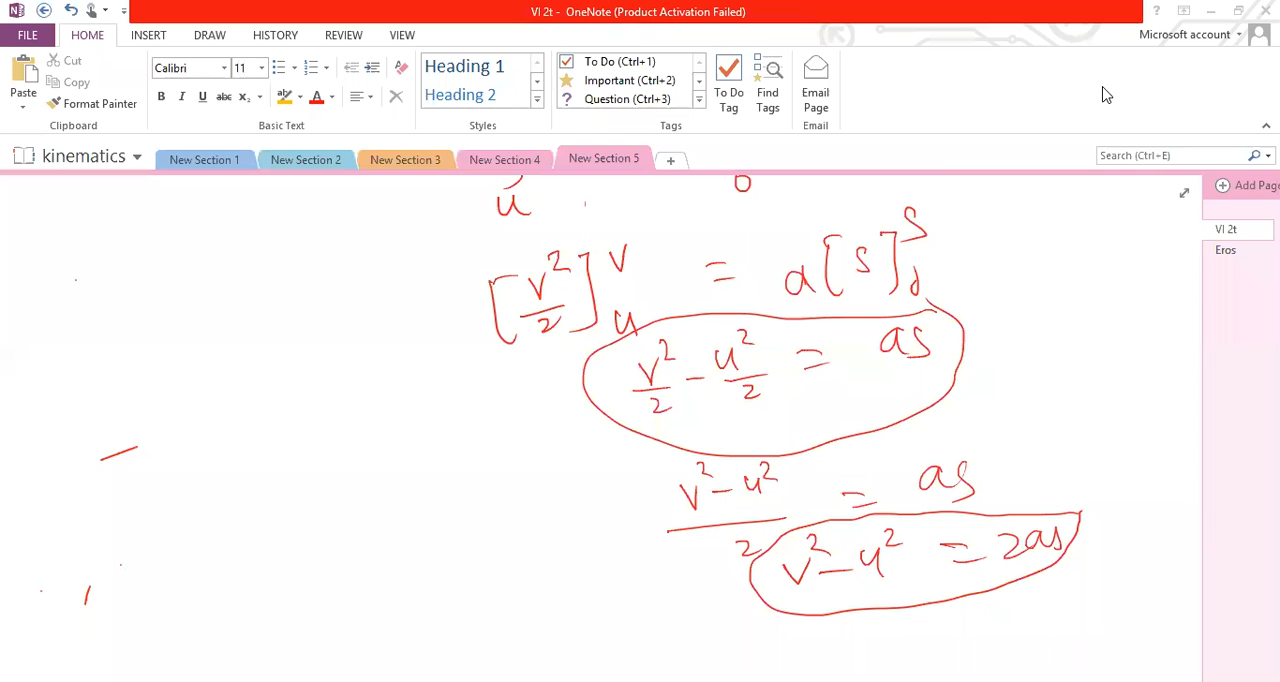 VI 2t - OneNote (Product Activation Failed)
FILE HOME INSERT DRAW HISTORY REVIEW VIEW
Microsoft account
Paste
Cut
Copy
Format Painter
Clipboard
Calibri 11
B I U abc x₂ A
Basic Text
Heading 1
Heading 2
Styles
To Do (Ctrl+1)
Important (Ctrl+2)
Question (Ctrl+3)
Tags
To Do Tag
Find Tags
Email Page
Email
kinematics
New Section 1 New Section 2 New Section 3 New Section 4 New Section 5
Search (Ctrl+E)
Add Page
VI 2t
Eros
u 0
[v²/2]ᵥᵤ = a[s]ˢ₀
v²/2 - u²/2 = as
(v² - u²)/2 = as
v² - u² = 2as